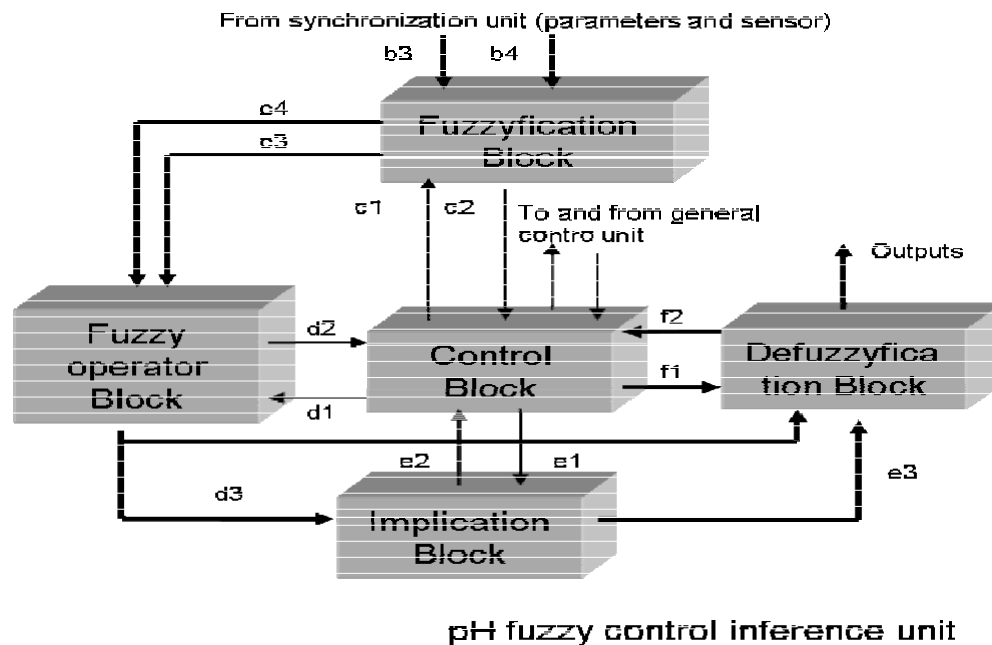 From synchronization unit (parameters and sensor)
b3
b4
c4
Fuzzyfication
Block
c3
c1
c2
To and from general
contro unit
Outputs
Fuzzy
operator
Block
d2
Control
Block
f2
Defuzzyfica
tion Block
f1
d1
e2
e1
e3
d3
Implication
Block
pH fuzzy control inference unit